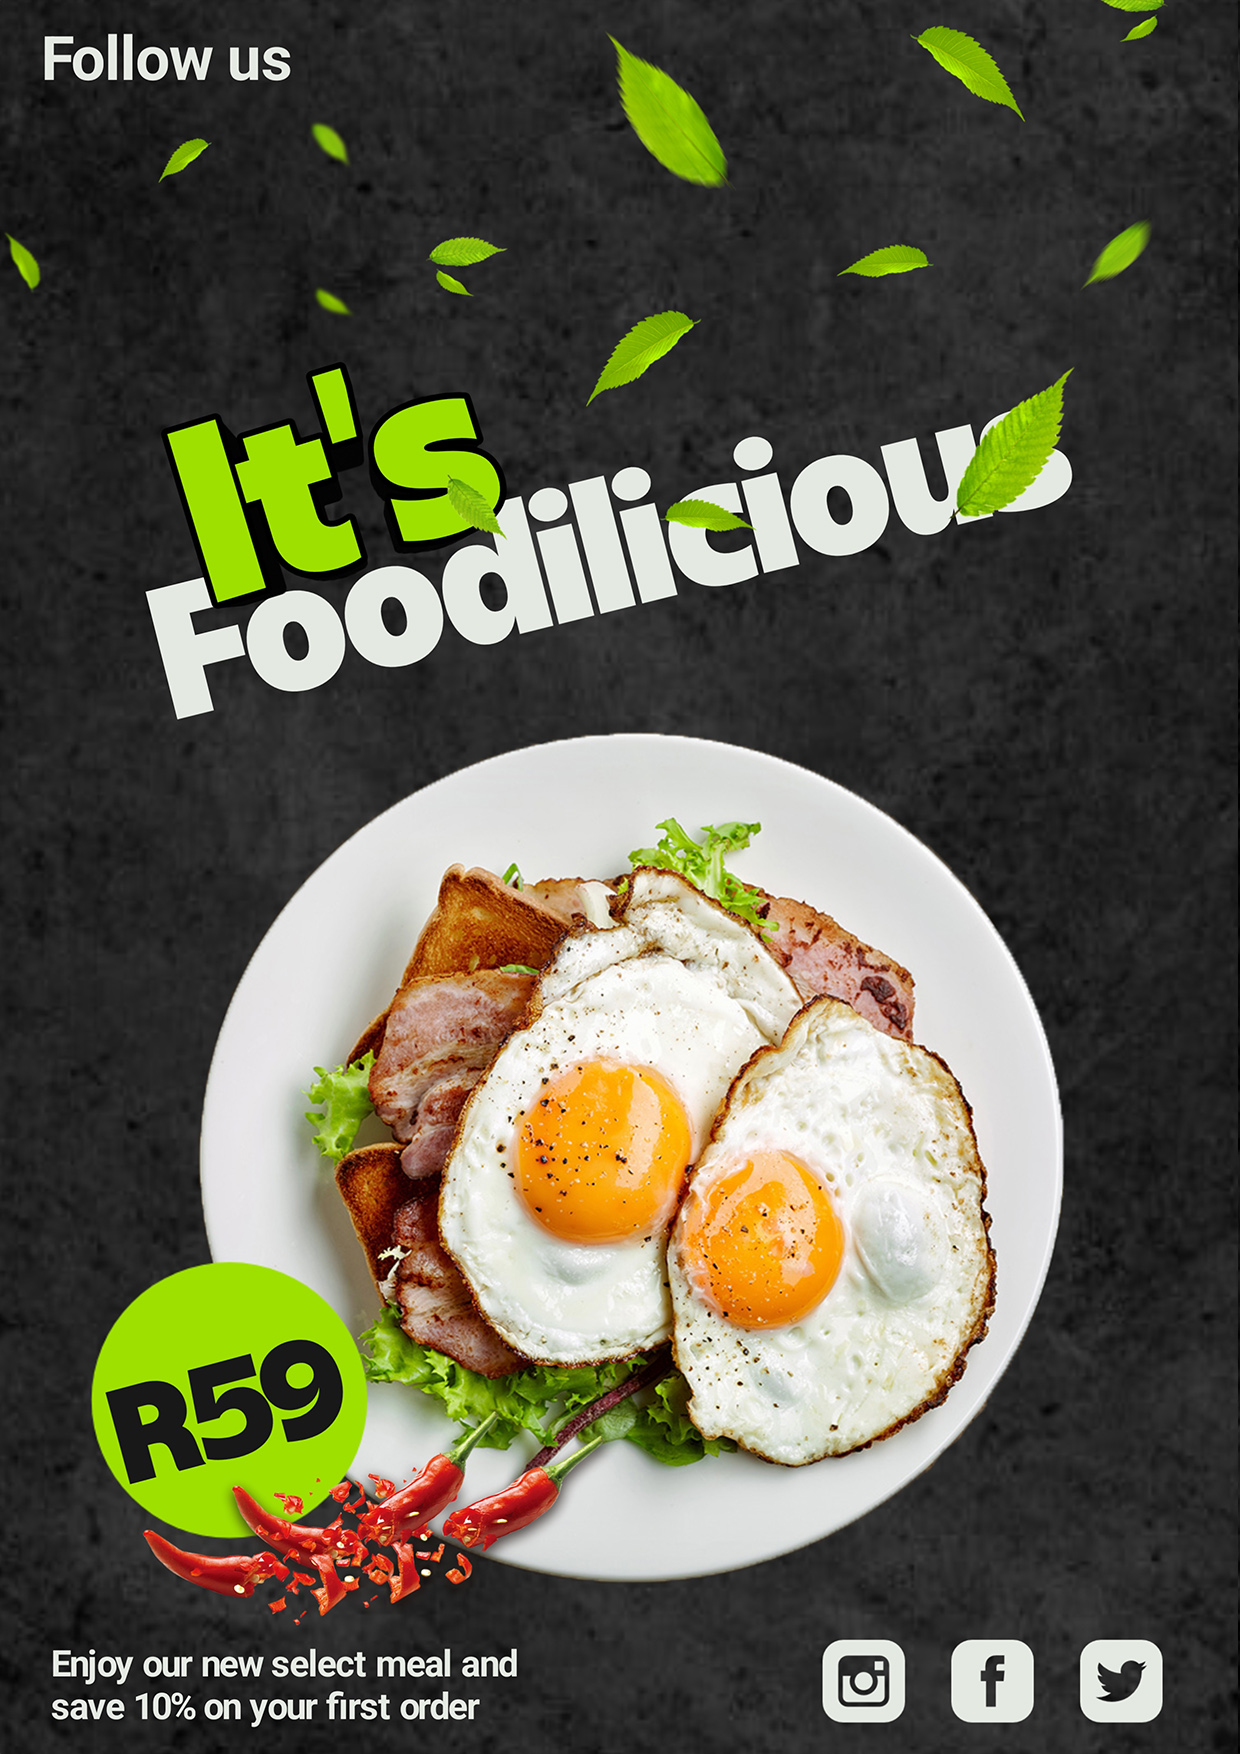 Follow us
It's
Foodilicious
R59
Enjoy our new select meal and
save 10% on your first order